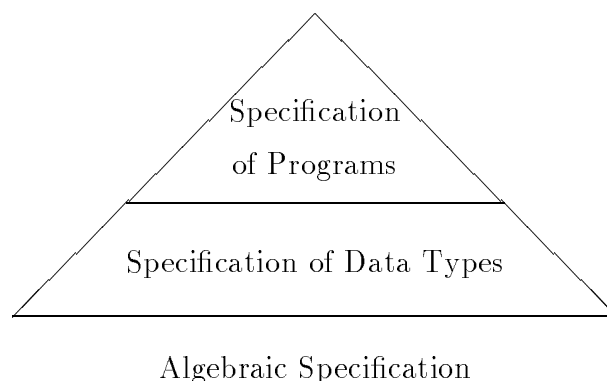 Specification
of Programs
Specification of Data Types
Algebraic Specification